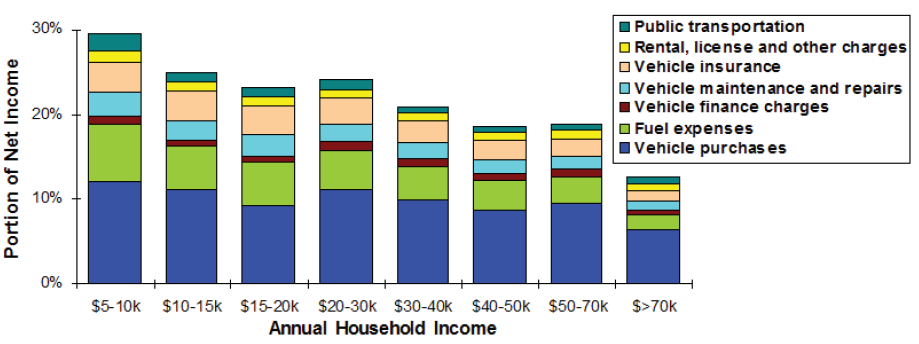 30%
20%
10%
0%
Portion of Net Income
Public transportation
Rental, license and other charges
Vehicle insurance
Vehicle maintenance and repairs
Vehicle finance charges
Fuel expenses
Vehicle purchases
$5-10k $10-15k $15-20k $20-30k $30-40k $40-50k $50-70k $>70k
Annual Household Income